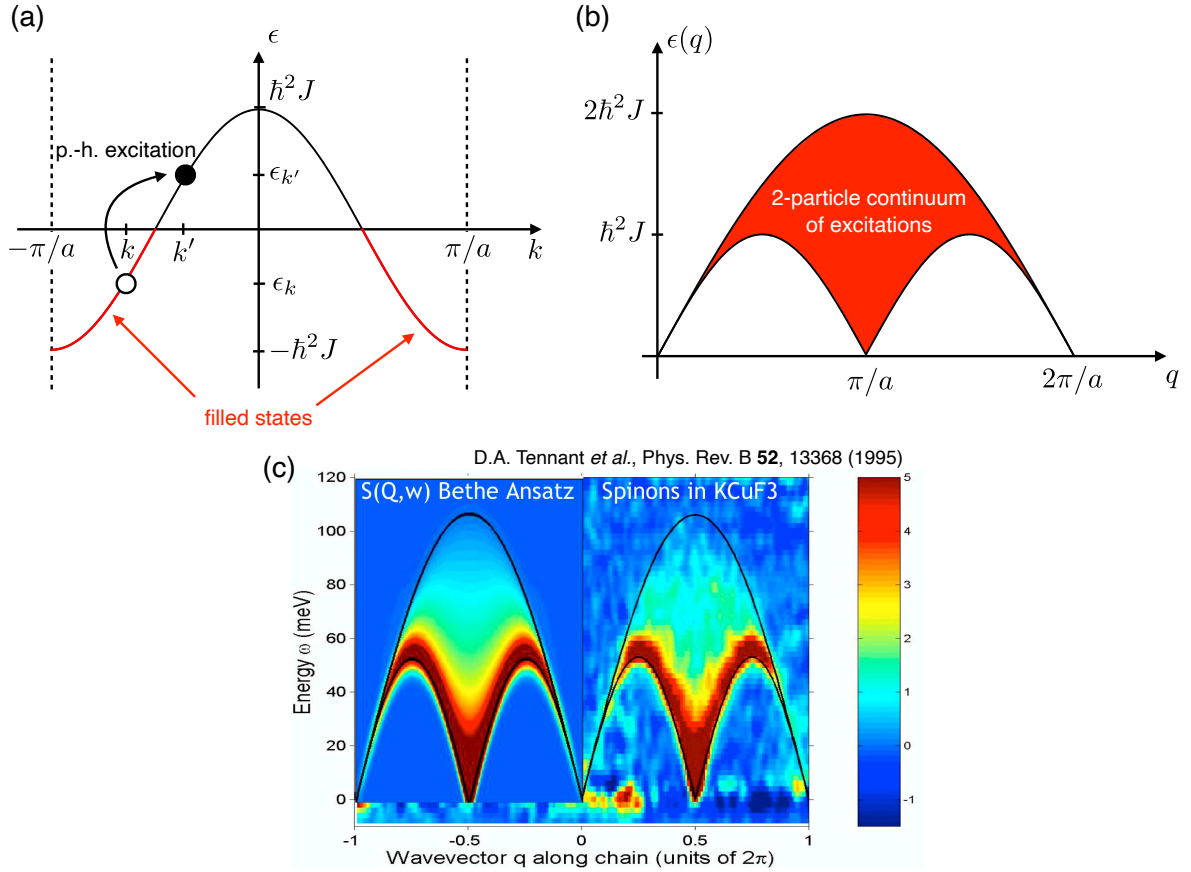 (a)
ϵ
ℏ²J
p.-h. excitation
ϵₖ′
−π/a
k
k′
π/a
k
ϵₖ
−ℏ²J
filled states
(b)
ϵ(q)
2ℏ²J
2-particle continuum
of excitations
ℏ²J
π/a
2π/a
q
D.A. Tennant et al., Phys. Rev. B 52, 13368 (1995)
(c)
S(Q,w) Bethe Ansatz
Spinons in KCuF3
Energy ω (meV)
120
100
80
60
40
20
0
-1
-0.5
0
0.5
1
Wavevector q along chain (units of 2π)
5
4
3
2
1
0
-1